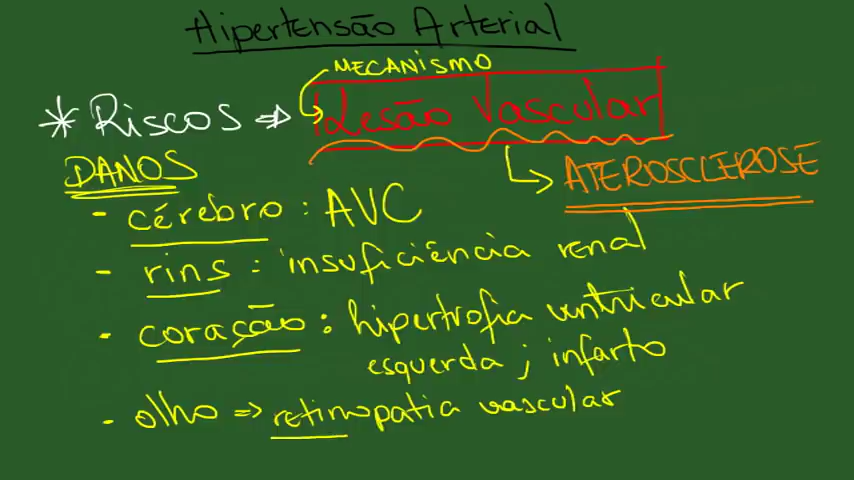 Hipertensão Arterial
MECANISMO
* Riscos => Lesão Vascular
DANOS
ATEROSCLEROSE
- cérebro : AVC
- rins : insuficiência renal
- coração : hipertrofia ventricular
esquerda ; infarto
- olho => retinopatia vascular